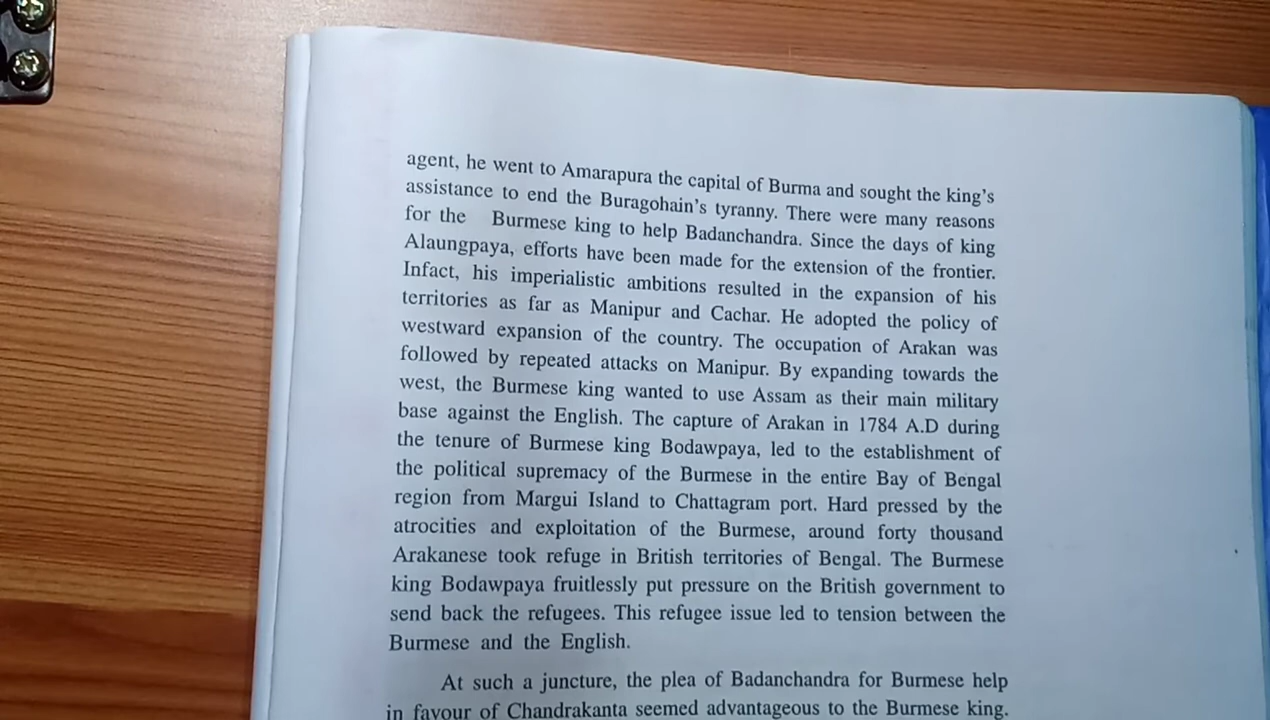 agent, he went to Amarapura the capital of Burma and sought the king's
assistance to end the Buragohain's tyranny. There were many reasons
for the Burmese king to help Badanchandra. Since the days of king
Alaungpaya, efforts have been made for the extension of the frontier.
Infact, his imperialistic ambitions resulted in the expansion of his
territories as far as Manipur and Cachar. He adopted the policy of
westward expansion of the country. The occupation of Arakan was
followed by repeated attacks on Manipur. By expanding towards the
west, the Burmese king wanted to use Assam as their main military
base against the English. The capture of Arakan in 1784 A.D during
the tenure of Burmese king Bodawpaya, led to the establishment of
the political supremacy of the Burmese in the entire Bay of Bengal
region from Margui Island to Chattagram port. Hard pressed by the
atrocities and exploitation of the Burmese, around forty thousand
Arakanese took refuge in British territories of Bengal. The Burmese
king Bodawpaya fruitlessly put pressure on the British government to
send back the refugees. This refugee issue led to tension between the
Burmese and the English.
At such a juncture, the plea of Badanchandra for Burmese help
in favour of Chandrakanta seemed advantageous to the Burmese king.